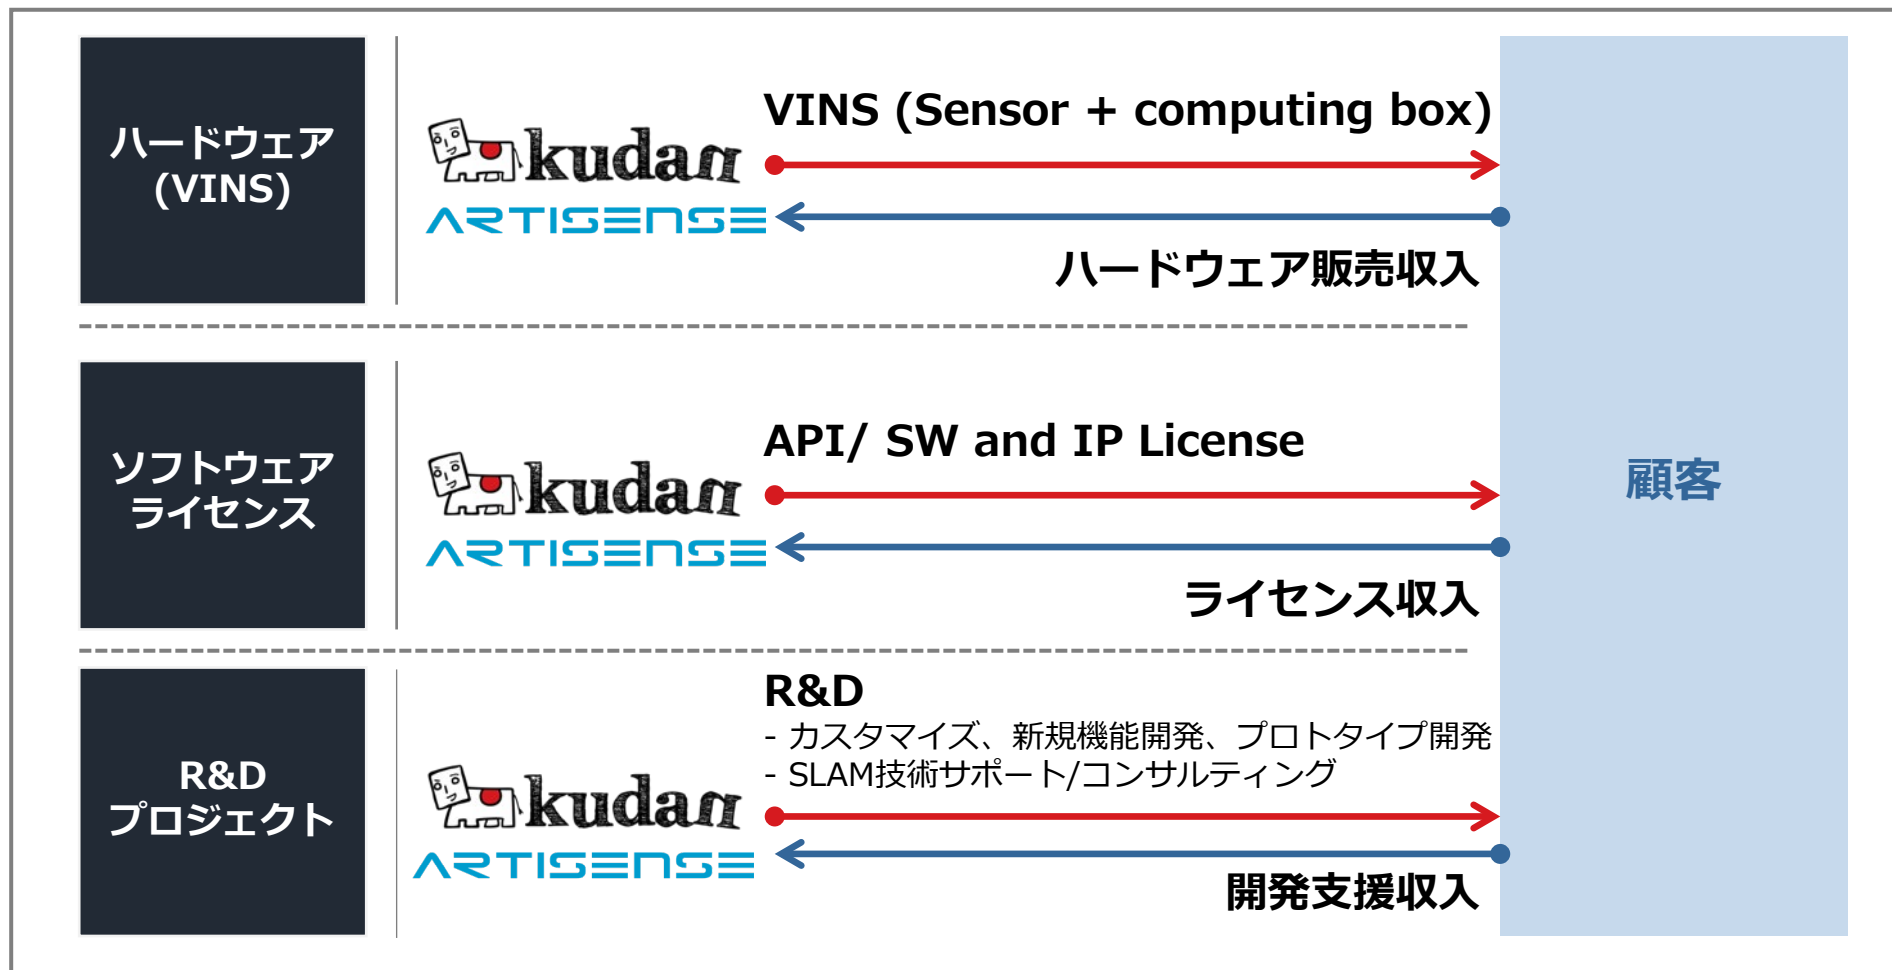 ハードウェア
(VINS)
kudan
ARTISENSE
VINS (Sensor + computing box)
ハードウェア販売収入
ソフトウェア
ライセンス
kudan
ARTISENSE
API/ SW and IP License
ライセンス収入
顧客
R&D
プロジェクト
kudan
ARTISENSE
R&D
- カスタマイズ、新規機能開発、プロトタイプ開発
- SLAM技術サポート/コンサルティング
開発支援収入